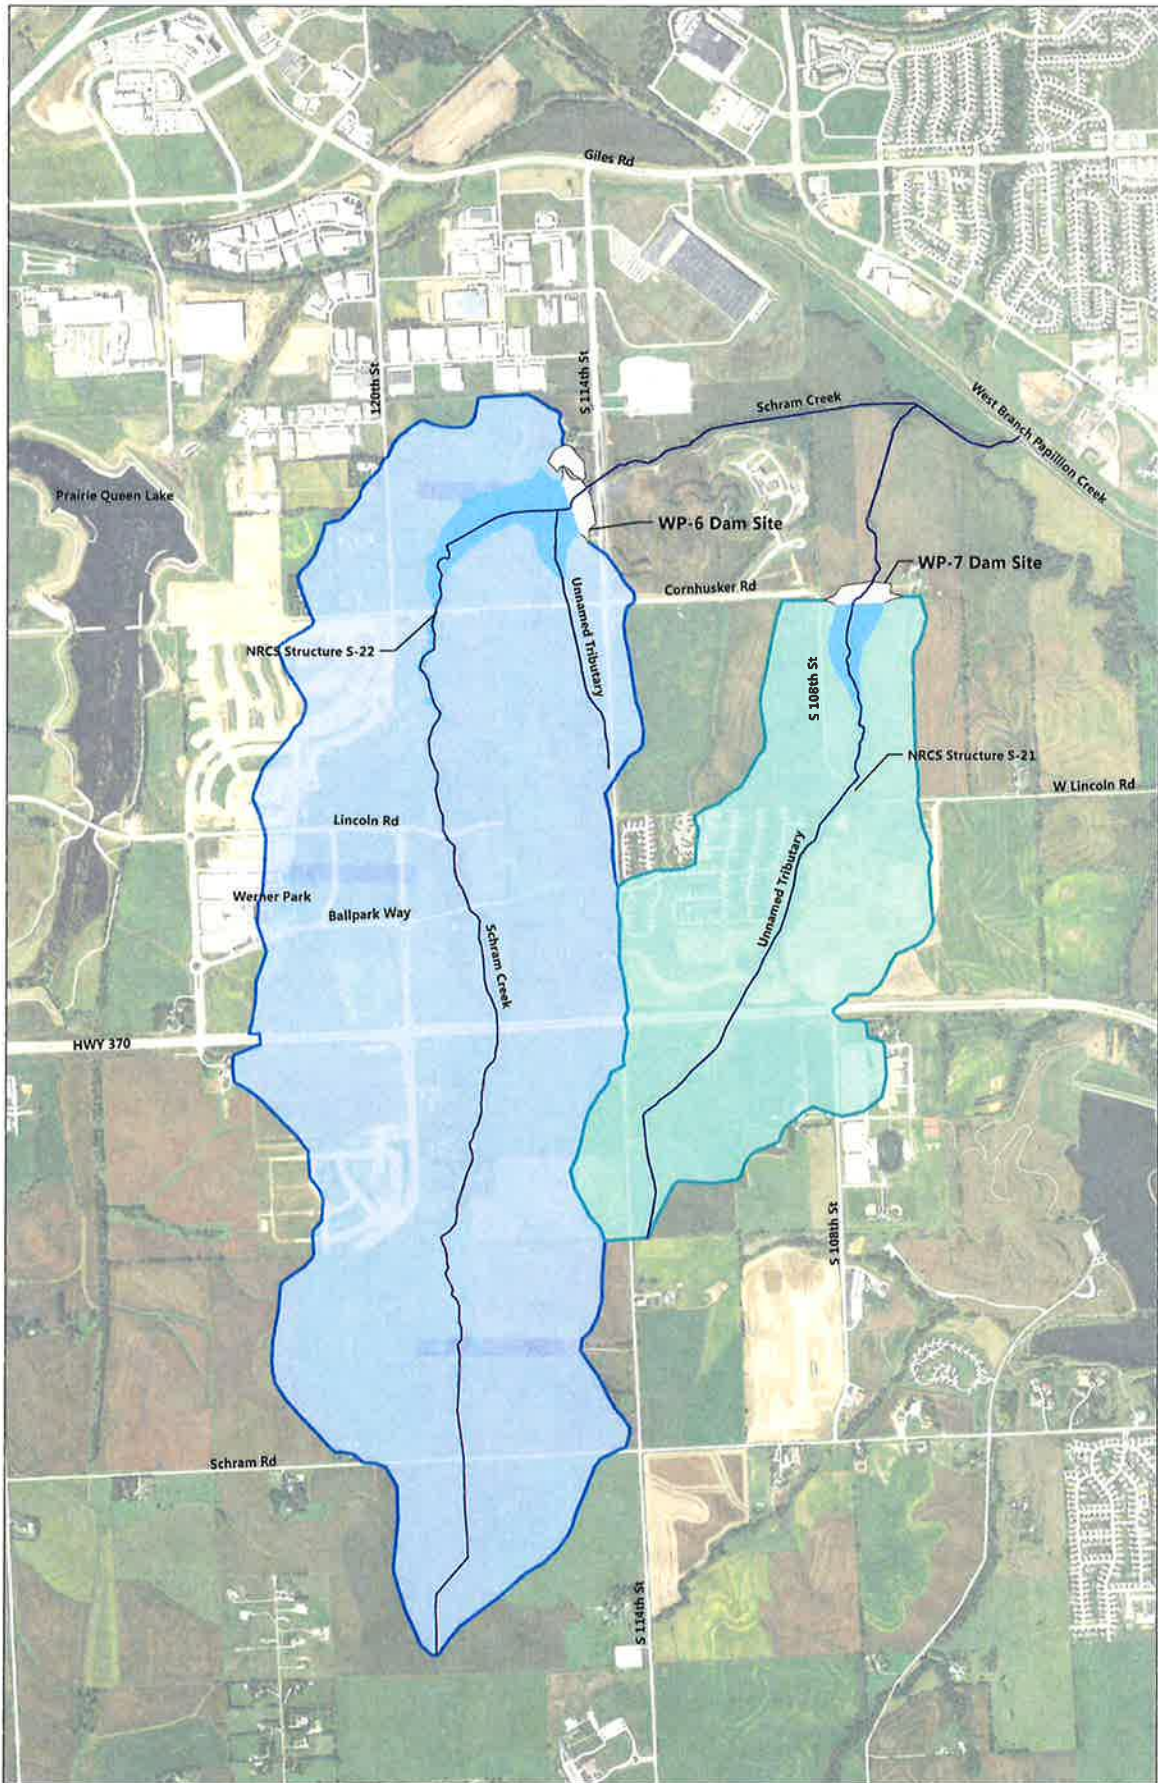 Giles Rd
120th St
S 114th St
Schram Creek
West Branch Papillion Creek
Prairie Queen Lake
WP-6 Dam Site
WP-7 Dam Site
Cornhusker Rd
Unnamed Tributary
NRCS Structure S-22
S 108th St
NRCS Structure S-21
W Lincoln Rd
Lincoln Rd
Unnamed Tributary
Werner Park
Ballpark Way
Schram Creek
HWY 370
S 108th St
Schram Rd
S 114th St